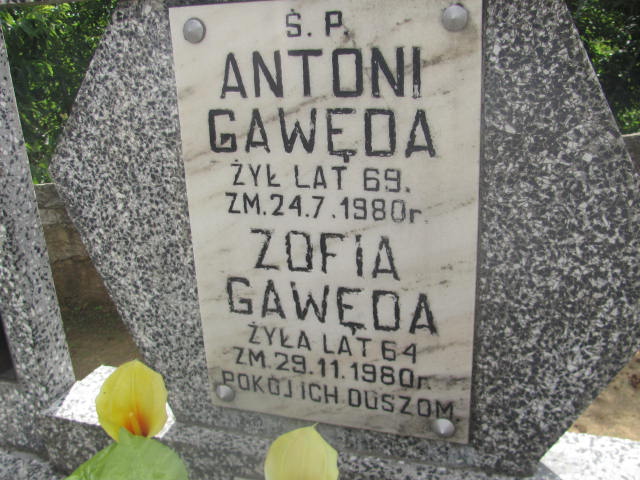 Ś. P.
ANTONI
GAWĘDA
ŻYŁ LAT 69.
ZM. 24.7.1980r
ZOFIA
GAWĘDA
ŻYŁA LAT 64
ZM. 29.11.1980r.
POKÓJ ICH DUSZOM